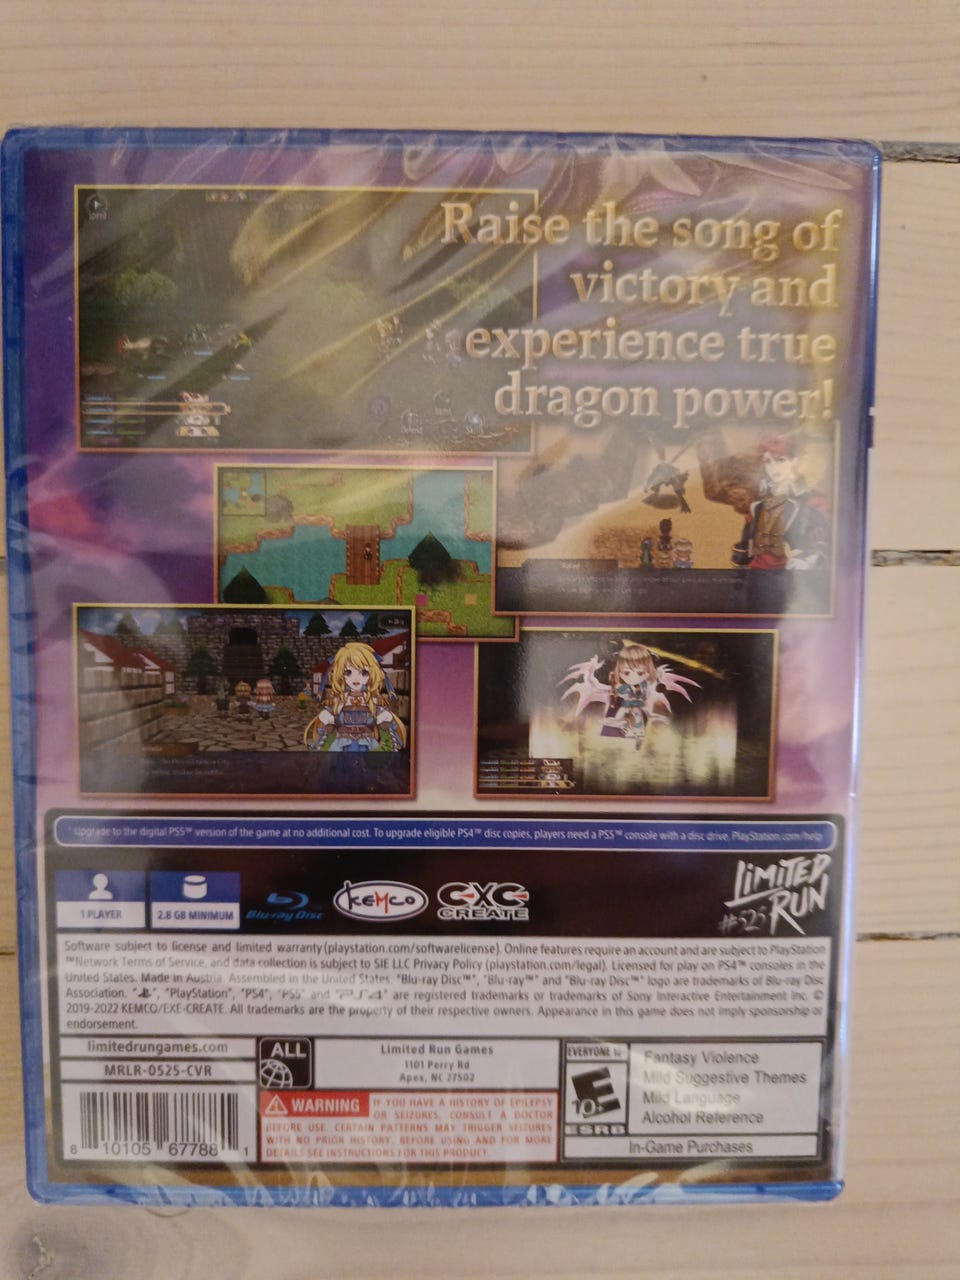 Speed
Raise the song of
victory and
experience true
dragon power!
* Upgrade to the digital PS5™ version of the game at no additional cost. To upgrade eligible PS4™ disc copies, players need a PS5™ console with a disc drive. PlayStation.com/help
1 PLAYER
2.8 GB MINIMUM
Blu-ray Disc
KEMCO
EXE
CREATE
LIMITED
RUN
#525
Software subject to license and limited warranty (playstation.com/softwarelicense). Online features require an account and are subject to PlayStation
™Network Terms of Service, and data collection is subject to SIE LLC Privacy Policy (playstation.com/legal). Licensed for play on PS4™ consoles in the
United States. Made in Austria. Assembled in the United States. "Blu-ray Disc™", "Blu-ray™" and "Blu-ray Disc™" logo are trademarks of Blu-ray Disc
Association. " ", "PlayStation", "PS4", "PS5" and "PS4" are registered trademarks or trademarks of Sony Interactive Entertainment Inc. ©
2019-2022 KEMCO/EXE-CREATE. All trademarks are the property of their respective owners. Appearance in this game does not imply sponsorship or
endorsement.
limitedrungames.com
MRLR-0525-CVR
8 10105 67788 1
ALL
Limited Run Games
1101 Perry Rd
Apex, NC 27502
WARNING IF YOU HAVE A HISTORY OF EPILEPSY
OR SEIZURES, CONSULT A DOCTOR
BEFORE USE. CERTAIN PATTERNS MAY TRIGGER SEIZURES
WITH NO PRIOR HISTORY. BEFORE USING AND FOR MORE
DETAILS SEE INSTRUCTIONS FOR THIS PRODUCT.
EVERYONE 10+
E
10+
ESRB
Fantasy Violence
Mild Suggestive Themes
Mild Language
Alcohol Reference
In-Game Purchases